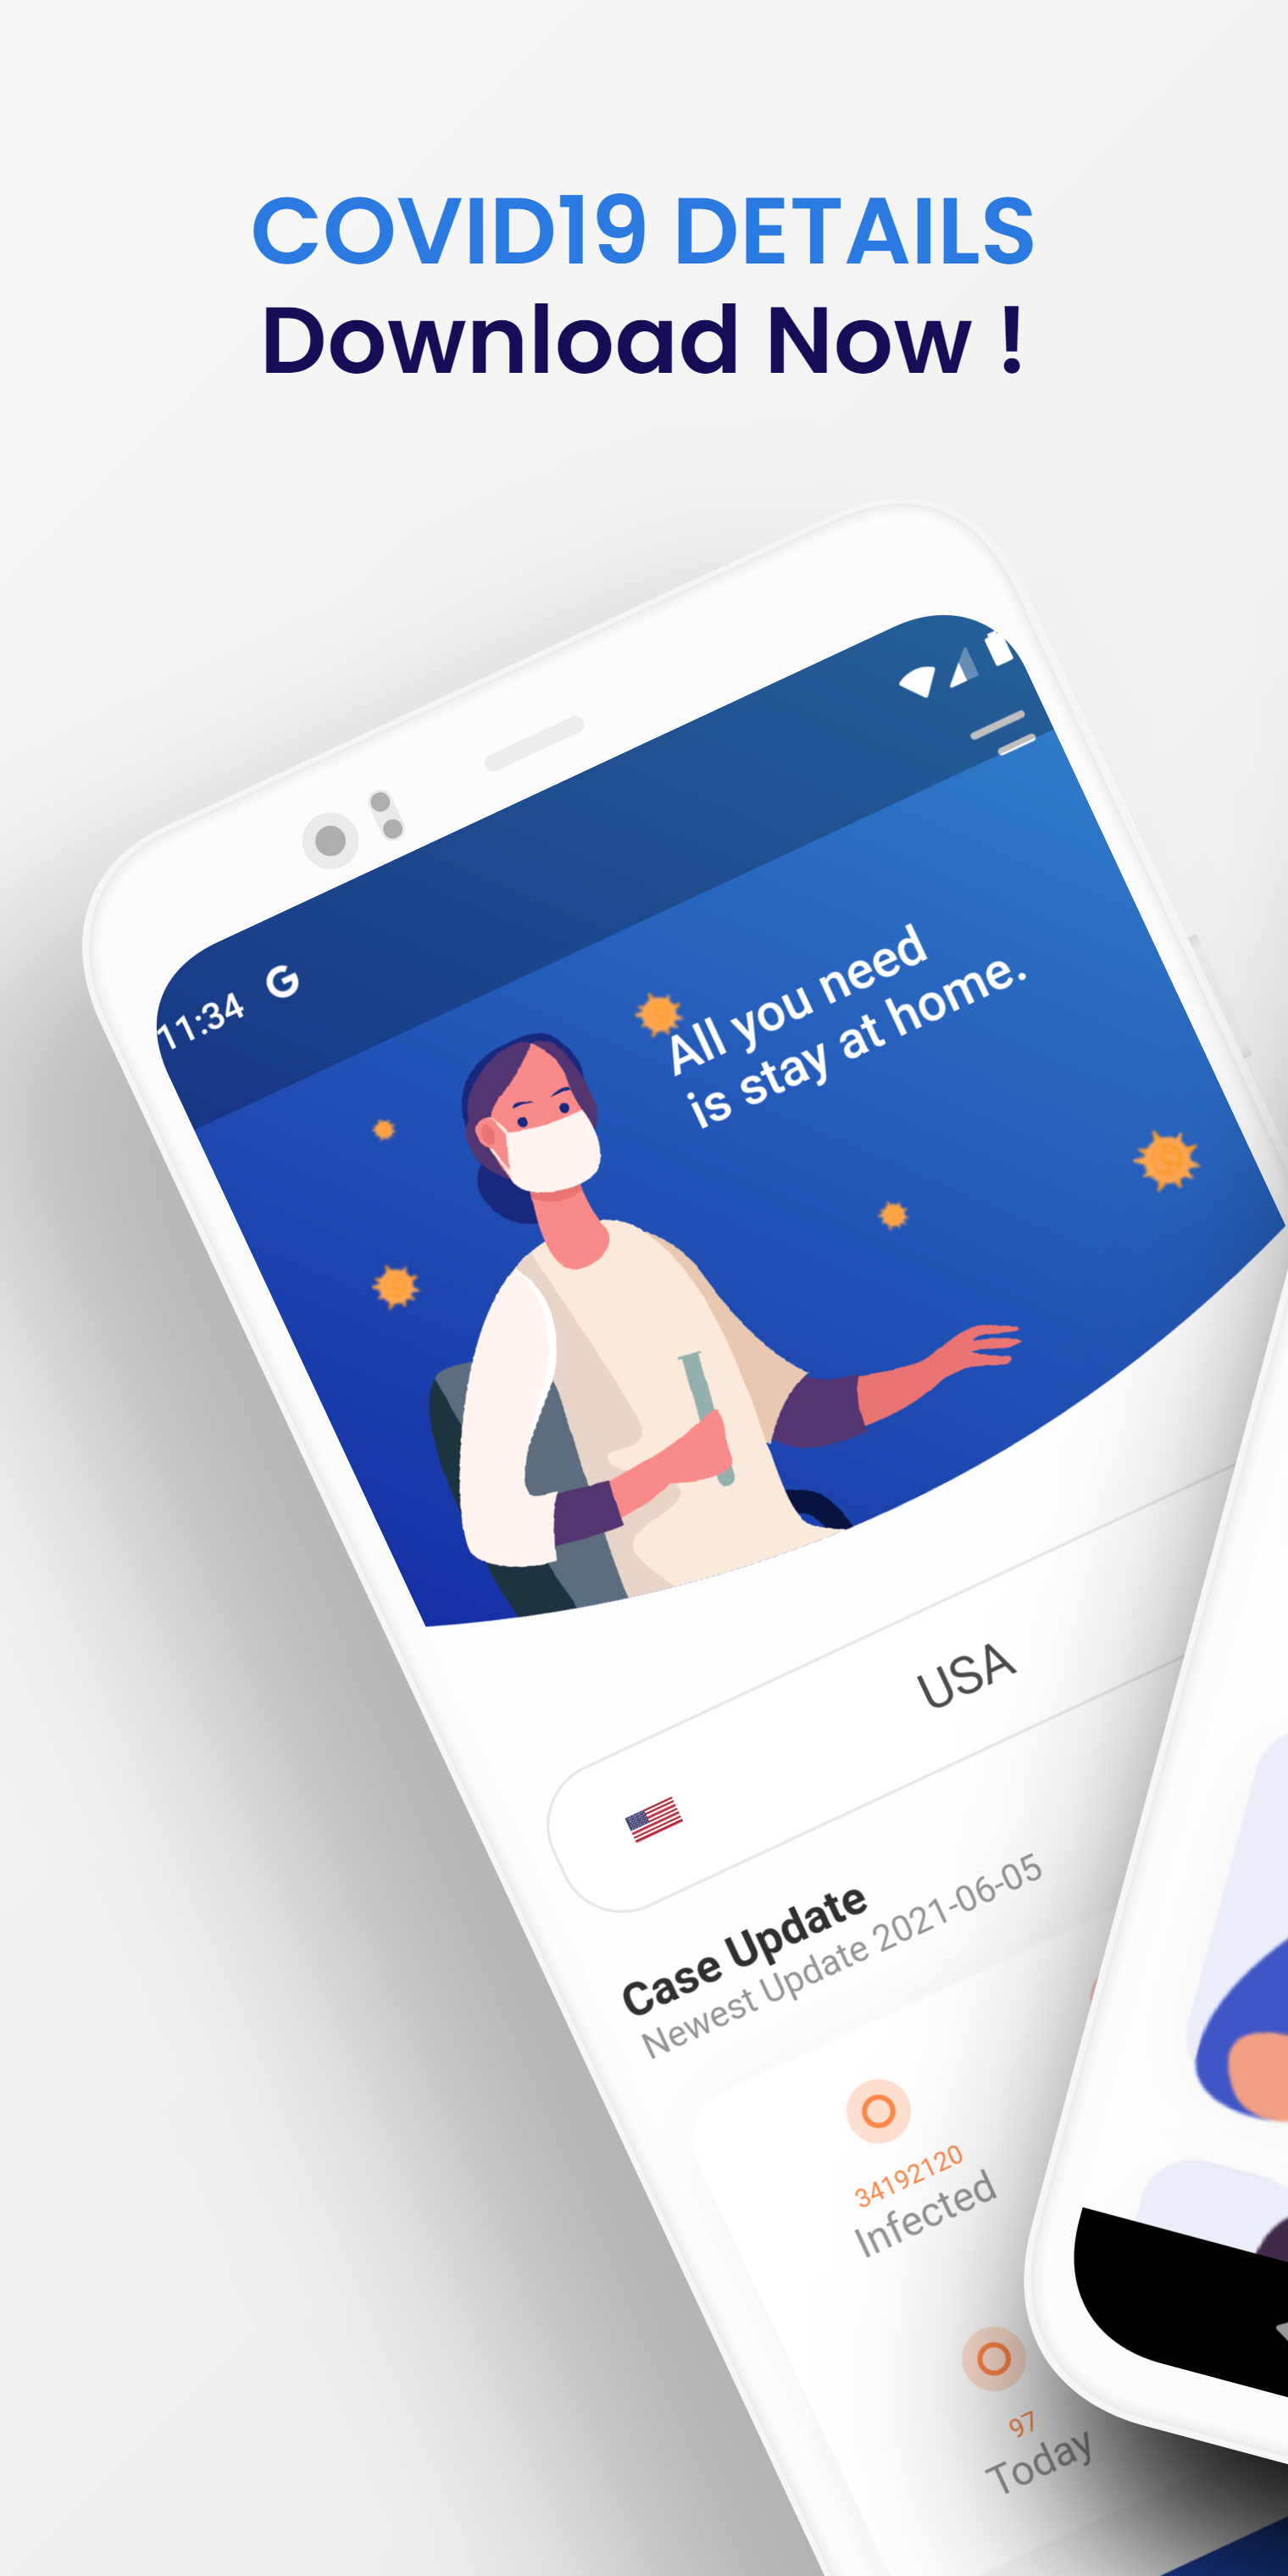 COVID19 DETAILS
Download Now !
11:34 G
All you need
is stay at home.
USA
Case Update
Newest Update 2021-06-05
34192120
Infected
97
Today